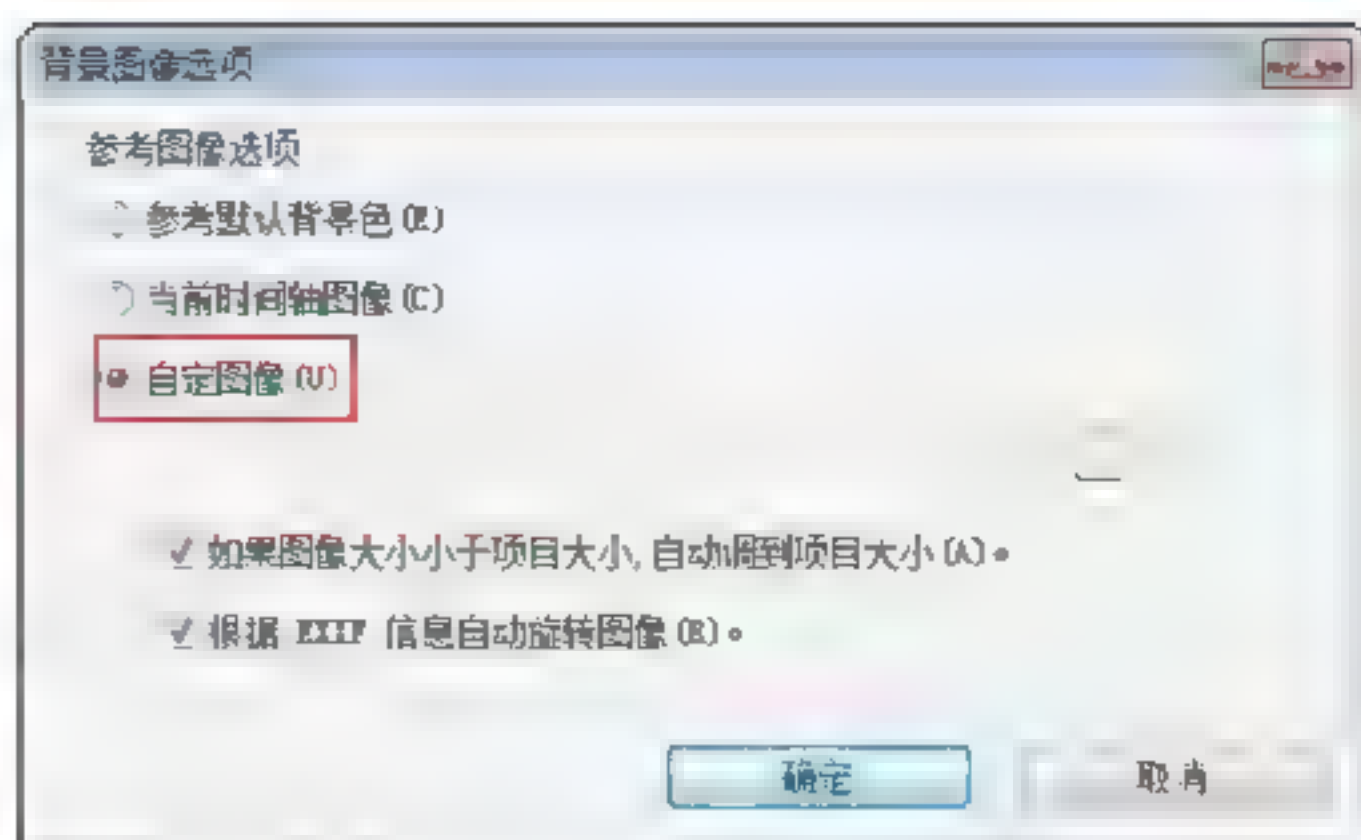 背景图像选项
参考图像选项
参考默认背景色(E)
当前时间轴图像(C)
自定图像(U)
如果图像大小小于项目大小,自动调到项目大小(A)。
根据 EXIF 信息自动旋转图像(R)。
确定 取消